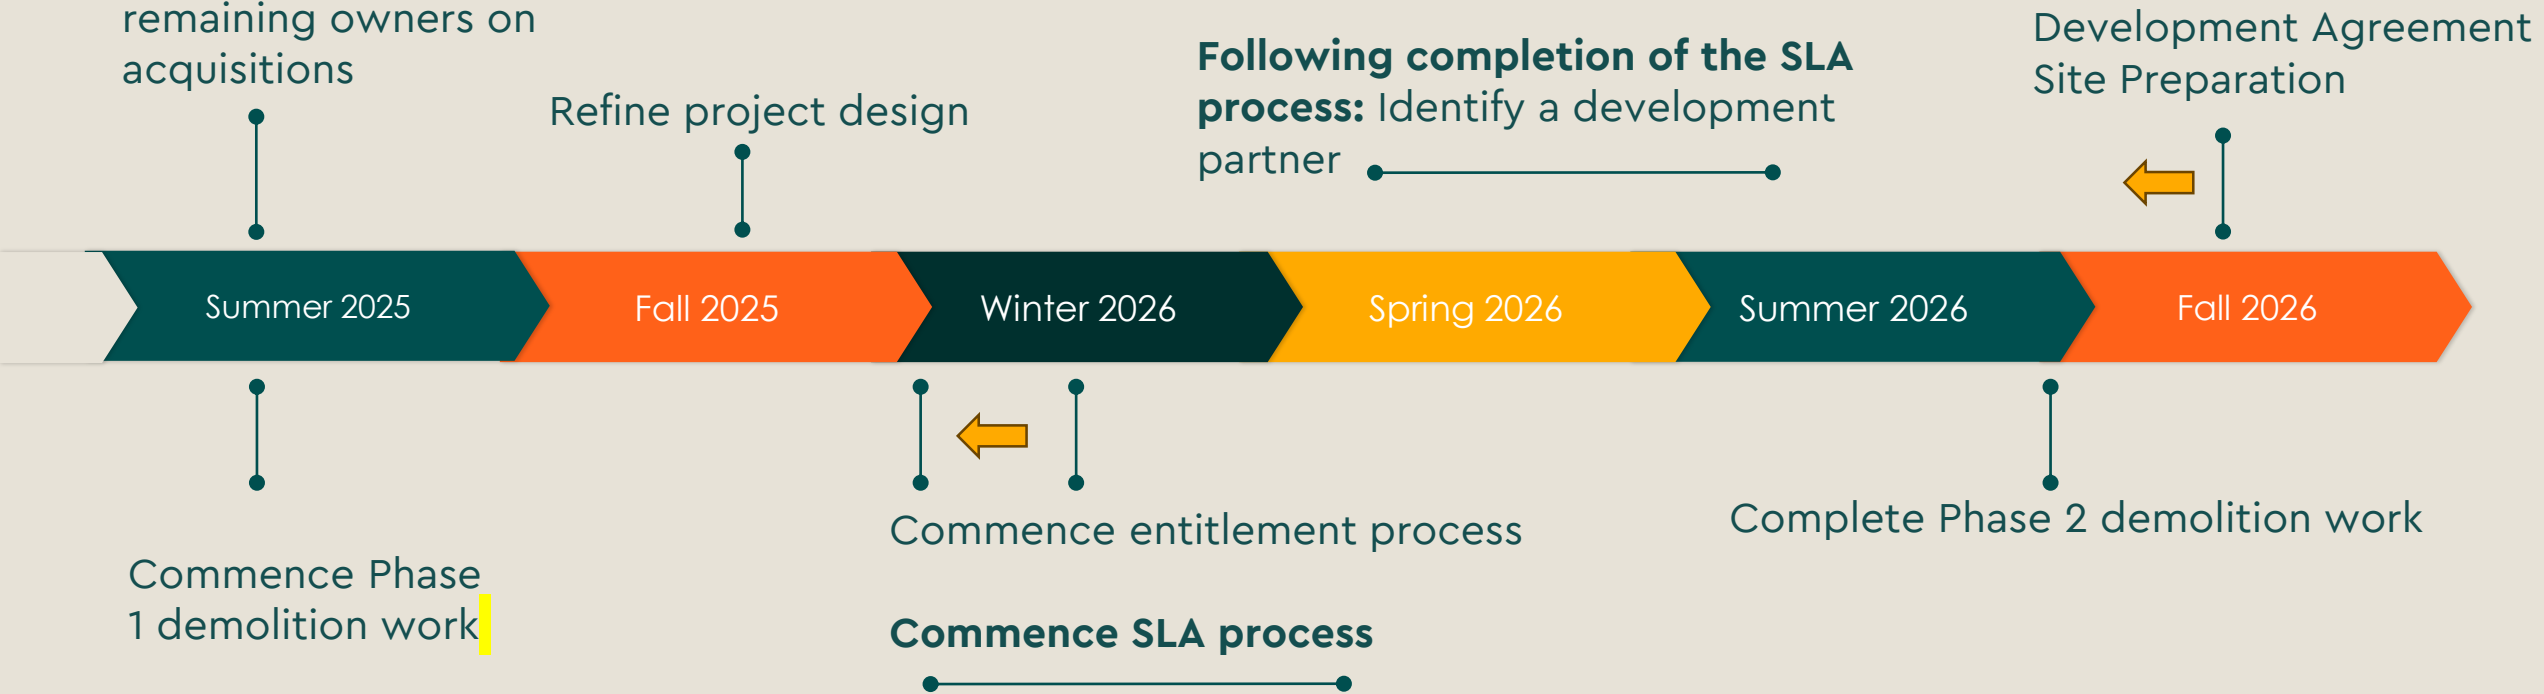 remaining owners on
acquisitions
Refine project design
Following completion of the SLA
process: Identify a development
partner
Development Agreement
Site Preparation
Summer 2025
Fall 2025
Winter 2026
Spring 2026
Summer 2026
Fall 2026
Commence Phase
1 demolition work
Commence entitlement process
Commence SLA process
Complete Phase 2 demolition work